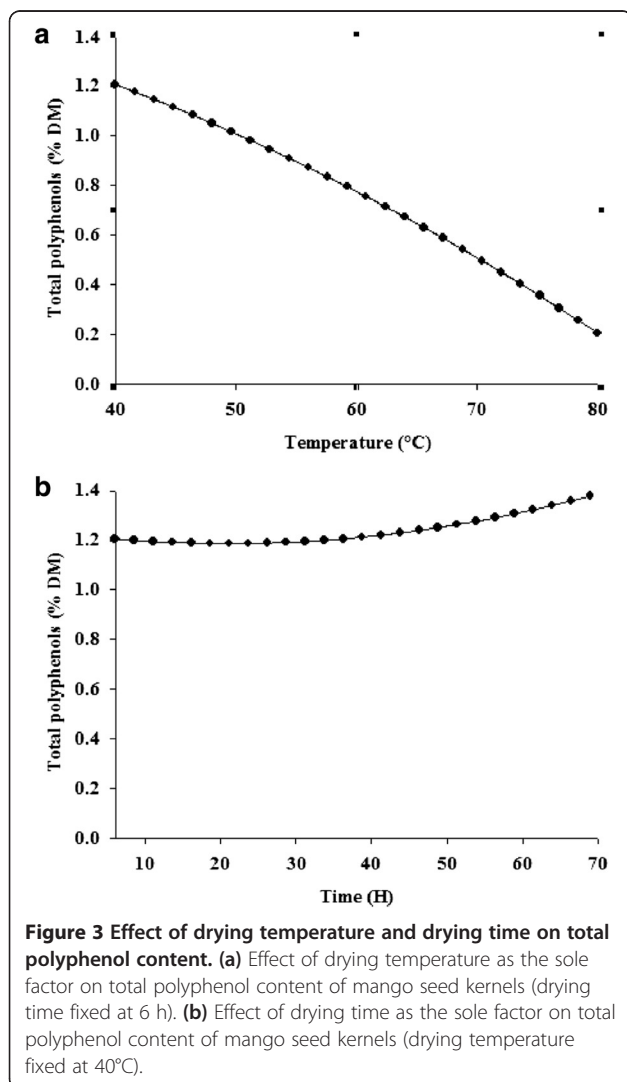 a
1.4
1.2
1.0
0.8
0.6
0.4
0.2
0.0
Total polyphenols (% DM)
40 50 60 70 80
Temperature (°C)
b
1.4
1.2
1.0
0.8
0.6
0.4
0.2
0.0
Total polyphenols (% DM)
10 20 30 40 50 60 70
Time (H)
Figure 3 Effect of drying temperature and drying time on total
polyphenol content. (a) Effect of drying temperature as the sole
factor on total polyphenol content of mango seed kernels (drying
time fixed at 6 h). (b) Effect of drying time as the sole factor on total
polyphenol content of mango seed kernels (drying temperature
fixed at 40°C).